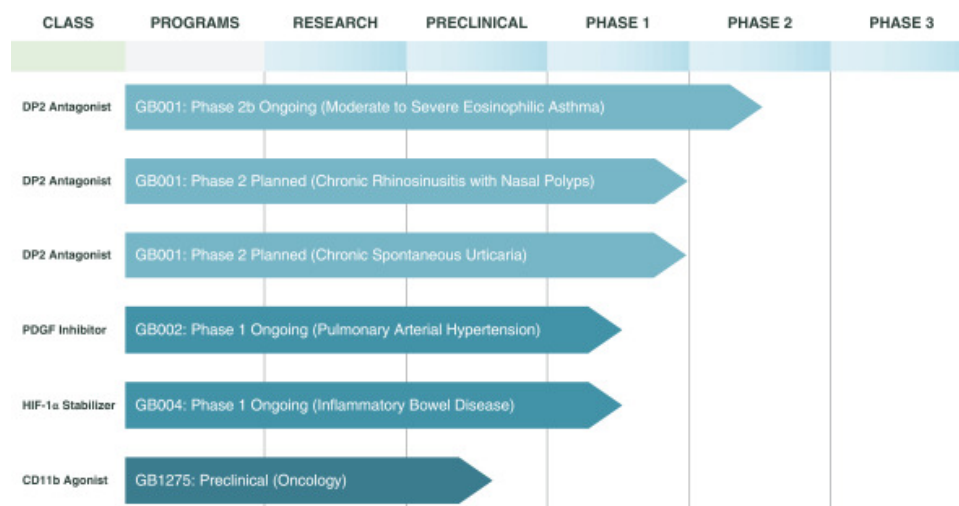 CLASS PROGRAMS RESEARCH PRECLINICAL PHASE 1 PHASE 2 PHASE 3
DP2 Antagonist GB001: Phase 2b Ongoing (Moderate to Severe Eosinophilic Asthma)
DP2 Antagonist GB001: Phase 2 Planned (Chronic Rhinosinusitis with Nasal Polyps)
DP2 Antagonist GB001: Phase 2 Planned (Chronic Spontaneous Urticaria)
PDGF Inhibitor GB002: Phase 1 Ongoing (Pulmonary Arterial Hypertension)
HIF-1α Stabilizer GB004: Phase 1 Ongoing (Inflammatory Bowel Disease)
CD11b Agonist GB1275: Preclinical (Oncology)